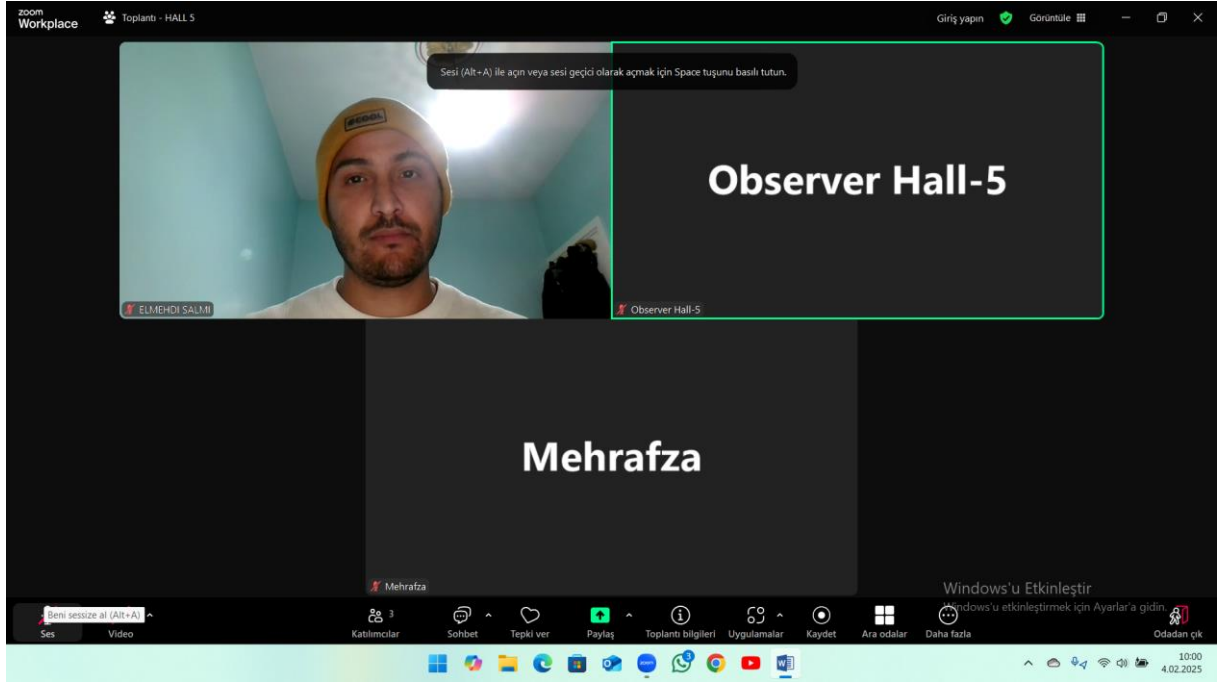 zoom
Workplace
Toplantı - HALL 5
Giriş yapın
Görüntüle
Sesi (Alt+A) ile açın veya sesi geçici olarak açmak için Space tuşunu basılı tutun.
#COOL
Observer Hall-5
ELMEHDI SALMI
Observer Hall-5
Mehrafza
Mehrafza
Windows'u Etkinleştir
Windows'u etkinleştirmek için Ayarlar'a gidin.
Beni sessize al (Alt+A)
3
Ses
Video
Katılımcılar
Sohbet
Tepki ver
Paylaş
Toplantı bilgileri
Uygulamalar
Kaydet
Ara odalar
Daha fazla
Odadan çık
zoom
3
W
10:00
4.02.2025